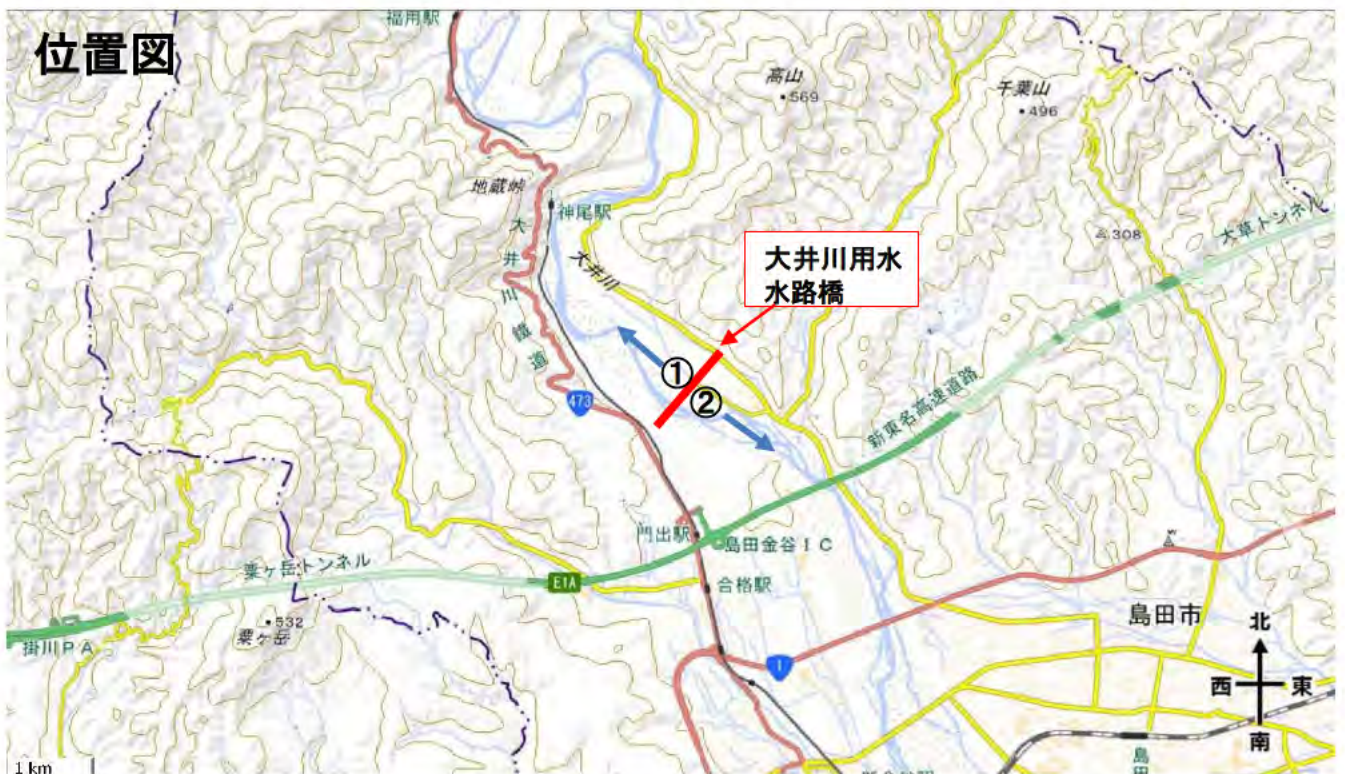 位置図
福用駅
高山
569
千葉山
496
地蔵峠
神尾駅
大井川鐵道
大井川
大井川用水
水路橋
308
大草トンネル
①
②
473
新東名高速道路
門出駅
島田金谷IC
粟ヶ岳トンネル
E1A
合格駅
532
粟ヶ岳
掛川PA
島田市
1
北
西
東
南
島
1km